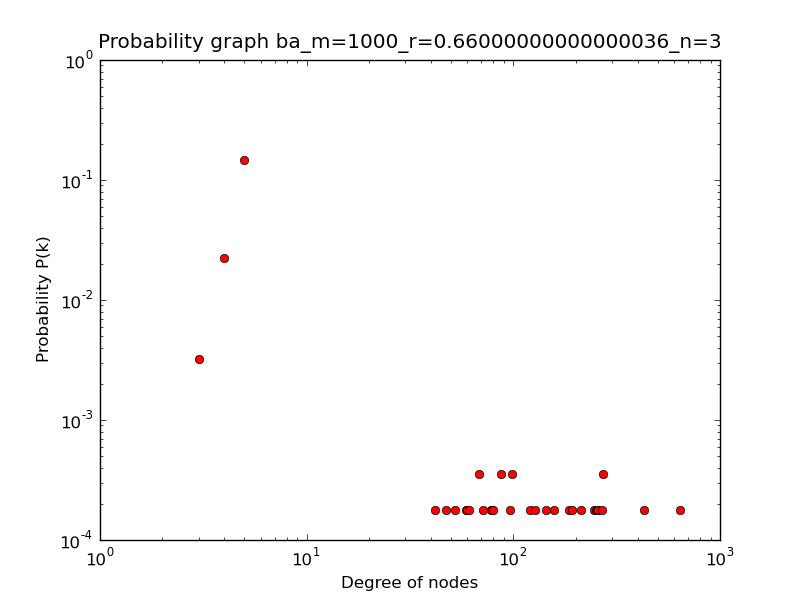 Probability graph ba_m=1000_r=0.66000000000000036_n=3
10^0
10^-1
10^-2
10^-3
10^-4
Probability P(k)
10^0 10^1 10^2 10^3
Degree of nodes